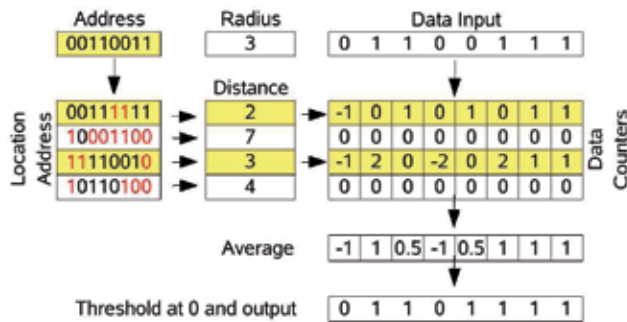 Address Radius Data Input
00110011 3 0 1 1 0 0 1 1 1
Distance
00111111 2 -1 0 1 0 1 0 1 1
10001100 7 0 0 0 0 0 0 0 0
11110010 3 -1 2 0 -2 0 2 1 1
10110100 4 0 0 0 0 0 0 0 0
Location
Address
Data
Counters
Average -1 1 0.5 -1 0.5 1 1 1
Threshold at 0 and output 0 1 1 0 1 1 1 1